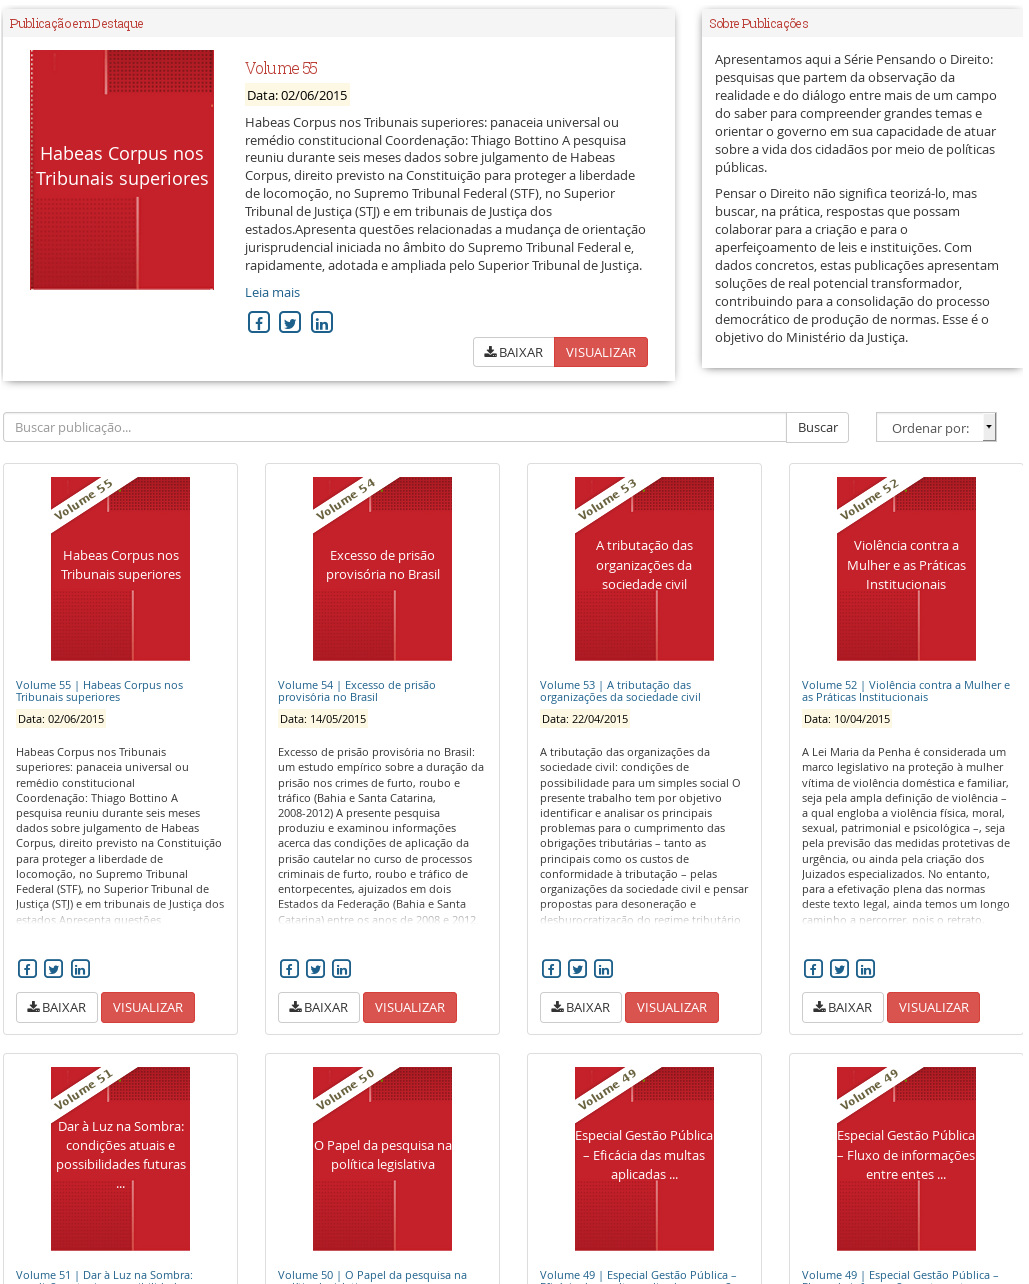 Publicação em Destaque
Habeas Corpus nos
Tribunais superiores
Volume 55
Data: 02/06/2015
Habeas Corpus nos Tribunais superiores: panaceia universal ou
remédio constitucional Coordenação: Thiago Bottino A pesquisa
reuniu durante seis meses dados sobre julgamento de Habeas
Corpus, direito previsto na Constituição para proteger a liberdade
de locomoção, no Supremo Tribunal Federal (STF), no Superior
Tribunal de Justiça (STJ) e em tribunais de Justiça dos
estados.Apresenta questões relacionadas a mudança de orientação
jurisprudencial iniciada no âmbito do Supremo Tribunal Federal e,
rapidamente, adotada e ampliada pelo Superior Tribunal de Justiça.
Leia mais
BAIXAR VISUALIZAR
Sobre Publicações
Apresentamos aqui a Série Pensando o Direito:
pesquisas que partem da observação da
realidade e do diálogo entre mais de um campo
do saber para compreender grandes temas e
orientar o governo em sua capacidade de atuar
sobre a vida dos cidadãos por meio de políticas
públicas.
Pensar o Direito não significa teorizá-lo, mas
buscar, na prática, respostas que possam
colaborar para a criação e para o
aperfeiçoamento de leis e instituições. Com
dados concretos, estas publicações apresentam
soluções de real potencial transformador,
contribuindo para a consolidação do processo
democrático de produção de normas. Esse é o
objetivo do Ministério da Justiça.
Buscar publicação... Buscar Ordenar por:
Volume 55
Habeas Corpus nos
Tribunais superiores
Volume 55 | Habeas Corpus nos
Tribunais superiores
Data: 02/06/2015
Habeas Corpus nos Tribunais
superiores: panaceia universal ou
remédio constitucional
Coordenação: Thiago Bottino A
pesquisa reuniu durante seis meses
dados sobre julgamento de Habeas
Corpus, direito previsto na Constituição
para proteger a liberdade de
locomoção, no Supremo Tribunal
Federal (STF), no Superior Tribunal de
Justiça (STJ) e em tribunais de Justiça dos
estados.Apresenta questões
BAIXAR VISUALIZAR
Volume 54
Excesso de prisão
provisória no Brasil
Volume 54 | Excesso de prisão
provisória no Brasil
Data: 14/05/2015
Excesso de prisão provisória no Brasil:
um estudo empírico sobre a duração da
prisão nos crimes de furto, roubo e
tráfico (Bahia e Santa Catarina,
2008-2012) A presente pesquisa
produziu e examinou informações
acerca das condições de aplicação da
prisão cautelar no curso de processos
criminais de furto, roubo e tráfico de
entorpecentes, ajuizados em dois
Estados da Federação (Bahia e Santa
Catarina) entre os anos de 2008 e 2012
BAIXAR VISUALIZAR
Volume 53
A tributação das
organizações da
sociedade civil
Volume 53 | A tributação das
organizações da sociedade civil
Data: 22/04/2015
A tributação das organizações da
sociedade civil: condições de
possibilidade para um simples social O
presente trabalho tem por objetivo
identificar e analisar os principais
problemas para o cumprimento das
obrigações tributárias – tanto as
principais como os custos de
conformidade à tributação – pelas
organizações da sociedade civil e pensar
propostas para desoneração e
desburocratização do regime tributário
BAIXAR VISUALIZAR
Volume 52
Violência contra a
Mulher e as Práticas
Institucionais
Volume 52 | Violência contra a Mulher e
as Práticas Institucionais
Data: 10/04/2015
A Lei Maria da Penha é considerada um
marco legislativo na proteção à mulher
vítima de violência doméstica e familiar,
seja pela ampla definição de violência –
a qual engloba a violência física, moral,
sexual, patrimonial e psicológica –, seja
pela previsão das medidas protetivas de
urgência, ou ainda pela criação dos
Juizados especializados. No entanto,
para a efetivação plena das normas
deste texto legal, ainda temos um longo
caminho a percorrer, pois o retrato,
BAIXAR VISUALIZAR
Volume 51
Dar à Luz na Sombra:
condições atuais e
possibilidades futuras
...
Volume 51 | Dar à Luz na Sombra:
Volume 50
O Papel da pesquisa na
política legislativa
Volume 50 | O Papel da pesquisa na
Volume 49
Especial Gestão Pública
– Eficácia das multas
aplicadas ...
Volume 49 | Especial Gestão Pública –
Volume 49
Especial Gestão Pública
– Fluxo de informações
entre entes ...
Volume 49 | Especial Gestão Pública –